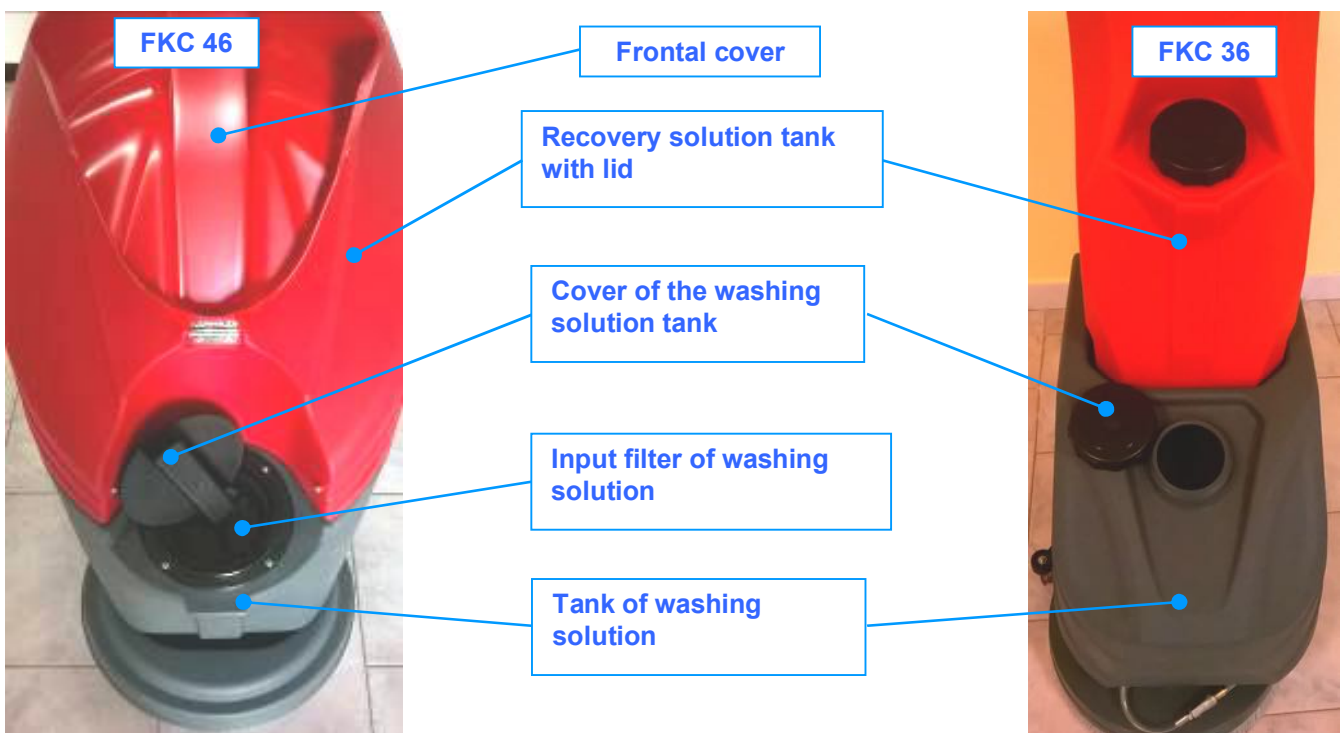 FKC 46
Frontal cover
FKC 36
Recovery solution tank
with lid
Cover of the washing
solution tank
Input filter of washing
solution
Tank of washing
solution